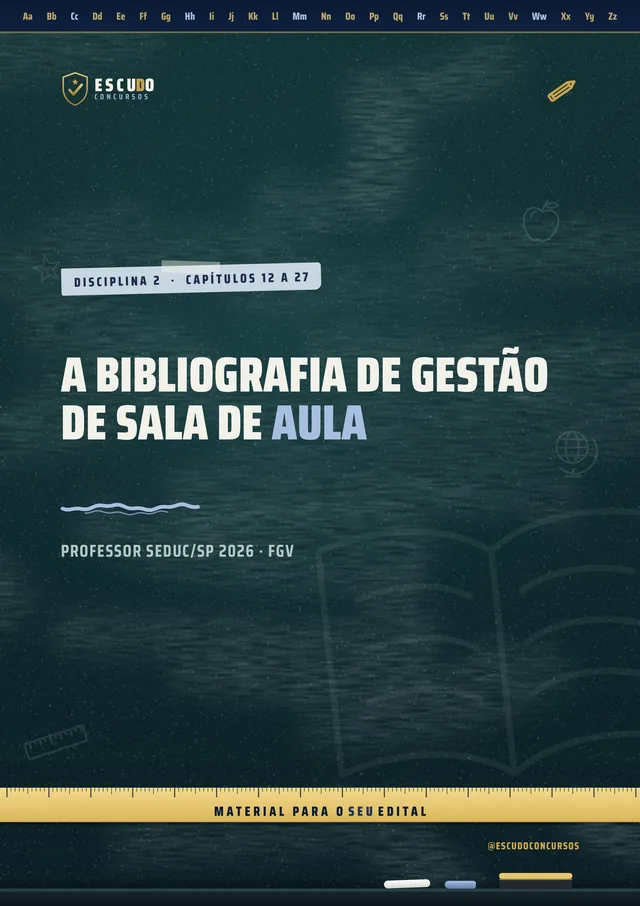 Aa Bb Cc Dd Ee Ff Gg Hh Ii Jj Kk Ll Mm Nn Oo Pp Qq Rr Ss Tt Uu Vv Ww Xx Yy Zz
ESCUDO
CONCURSOS
DISCIPLINA 2 · CAPÍTULOS 12 A 27
A BIBLIOGRAFIA DE GESTÃO
DE SALA DE AULA
PROFESSOR SEDUC/SP 2026 · FGV
MATERIAL PARA O SEU EDITAL
@ESCUDOCONCURSOS